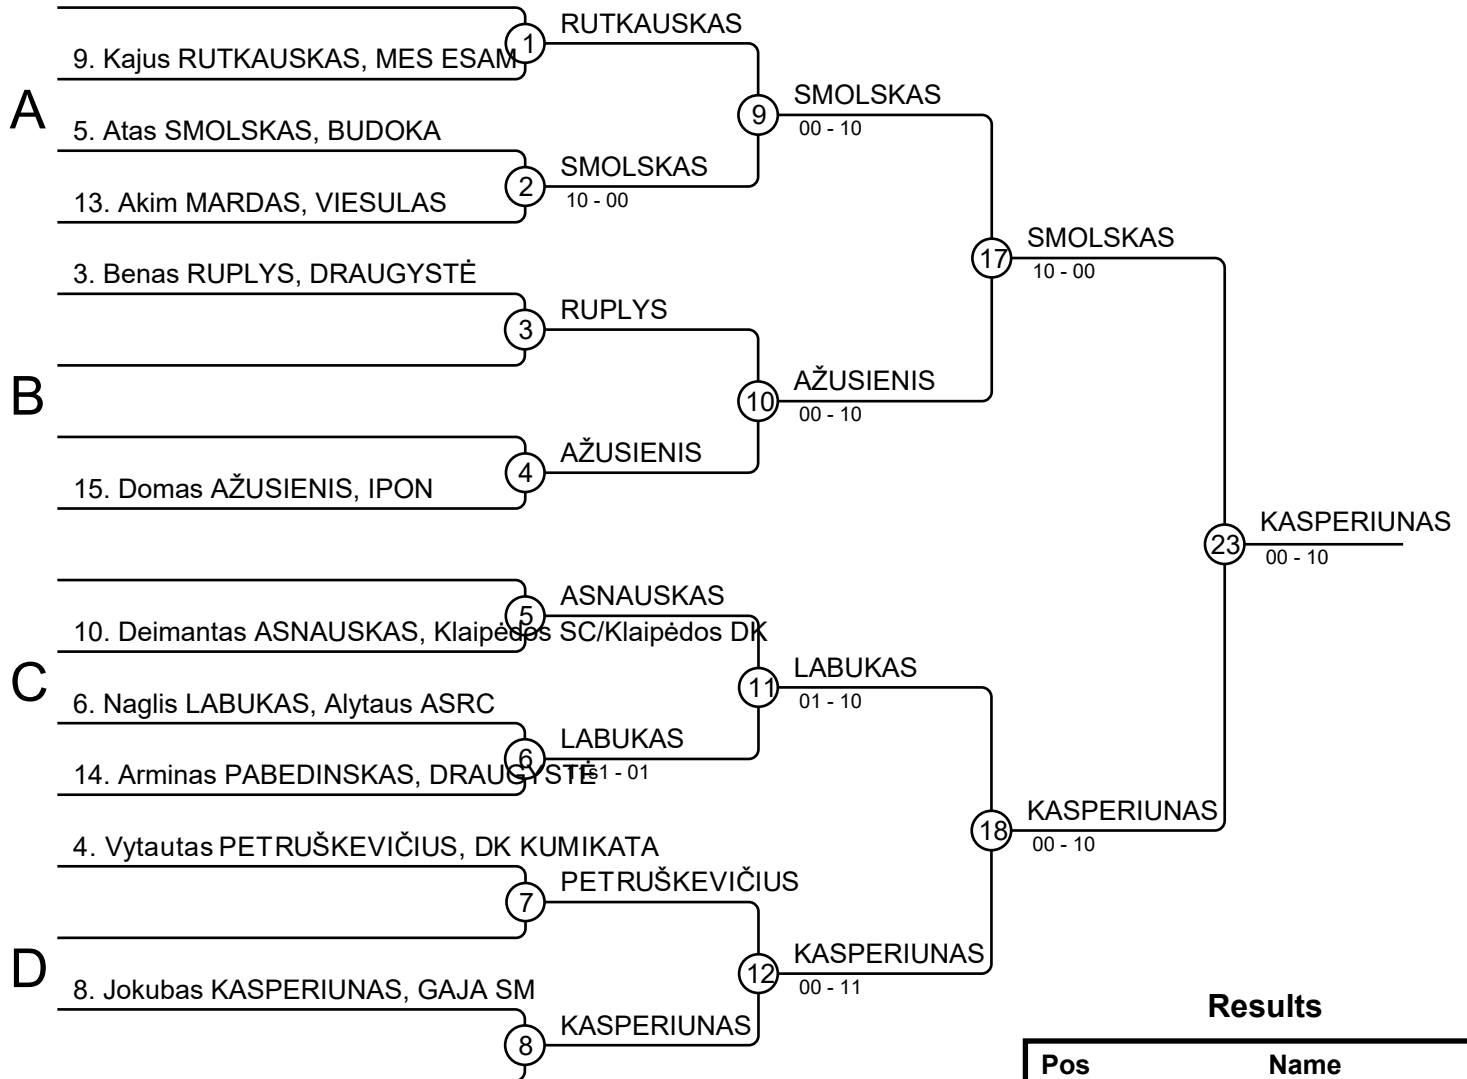 RUTKAUSKAS
1
9. Kajus RUTKAUSKAS, MES ESAM
A
SMOLSKAS
9
00 - 10
5. Atas SMOLSKAS, BUDOKA
SMOLSKAS
2
10 - 00
13. Akim MARDAS, VIESULAS
SMOLSKAS
17
10 - 00
3. Benas RUPLYS, DRAUGYSTĖ
RUPLYS
3
B
AŽUSIENIS
10
00 - 10
AŽUSIENIS
4
15. Domas AŽUSIENIS, IPON
KASPERIUNAS
23
00 - 10
ASNAUSKAS
5
10. Deimantas ASNAUSKAS, Klaipėdos SC/Klaipėdos DK
C
LABUKAS
11
01 - 10
6. Naglis LABUKAS, Alytaus ASRC
LABUKAS
6
14. Arminas PABEDINSKAS, DRAUGYSTĖ
11s1 - 01
KASPERIUNAS
18
00 - 10
4. Vytautas PETRUŠKEVIČIUS, DK KUMIKATA
PETRUŠKEVIČIUS
7
D
KASPERIUNAS
12
00 - 11
8. Jokubas KASPERIUNAS, GAJA SM
KASPERIUNAS
8
Results
Pos Name